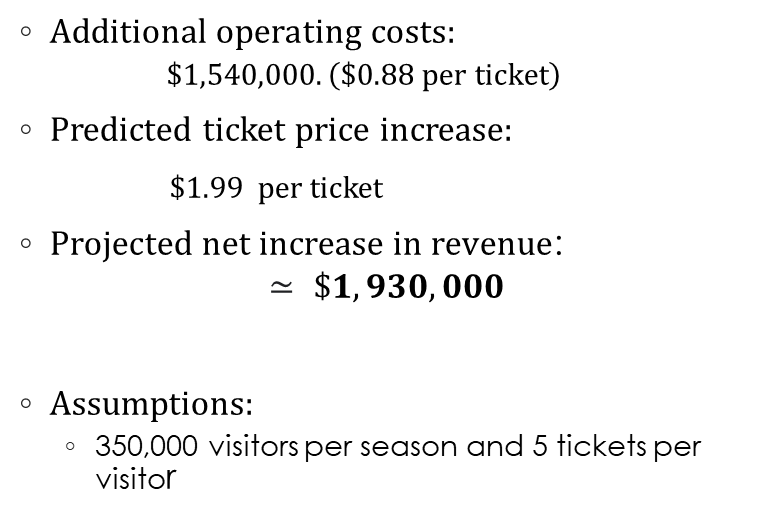 ◦ Additional operating costs:
$1,540,000. ($0.88 per ticket)
◦ Predicted ticket price increase:
$1.99 per ticket
◦ Projected net increase in revenue:
≃ $1,930,000
◦ Assumptions:
◦ 350,000 visitors per season and 5 tickets per
visitor